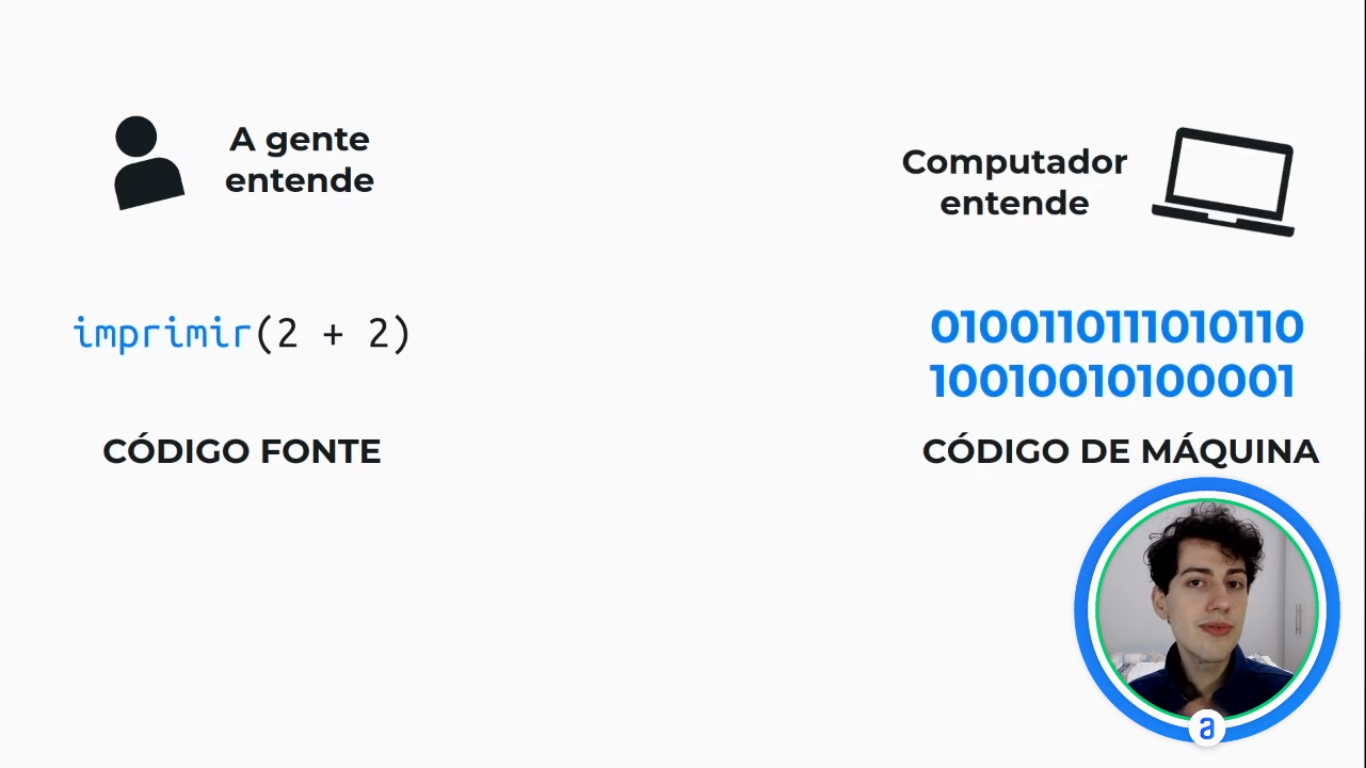 A gente
entende
imprimir(2 + 2)
CÓDIGO FONTE
Computador
entende
0100110111010110
10010010100001
CÓDIGO DE MÁQUINA
a